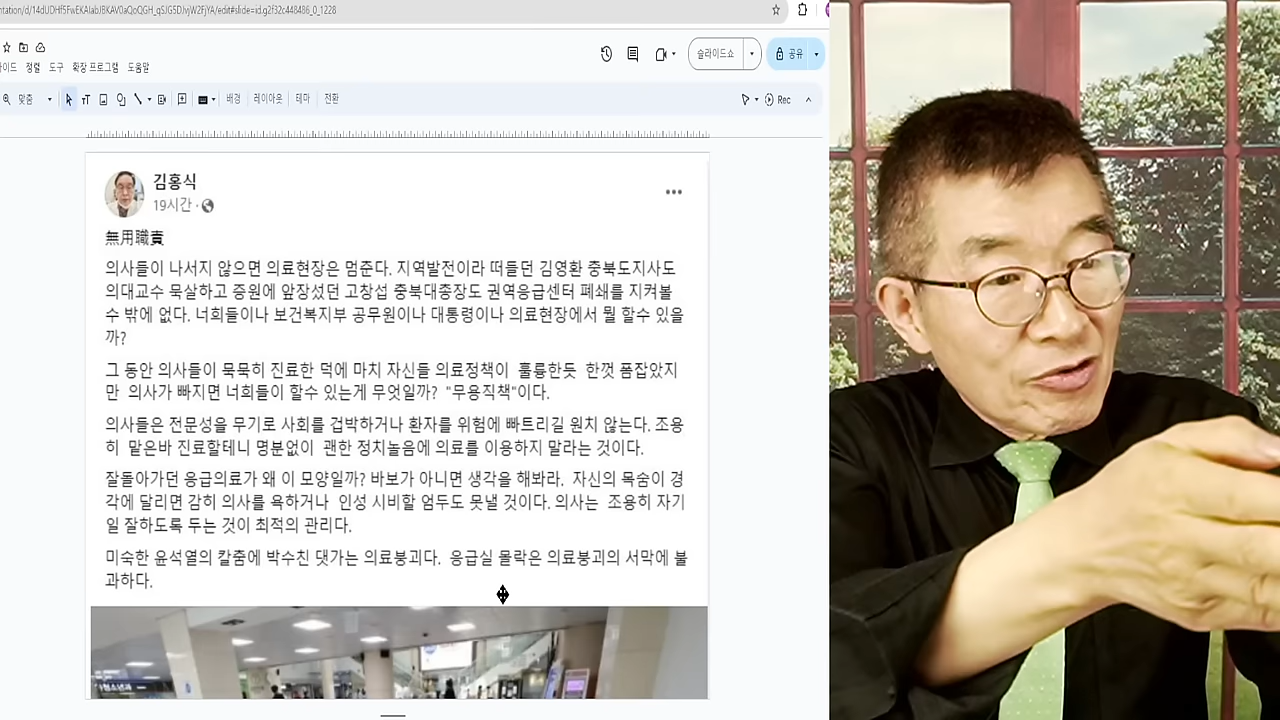 ntation/d/14dUDHf5FwEKAIabJBKAV0aQoQGH_qSJG5DJvjW2FjYA/edit#slide=id.g2f32c448486_0_1228
이드 정렬 도구 확장 프로그램 도움말
슬라이드쇼
공유
맞춤
배경 레이아웃 테마 전환
Rec
김홍식
19시간
無用職責
의사들이 나서지 않으면 의료현장은 멈춘다. 지역발전이라 떠들던 김영환 충북도지사도
의대교수 묵살하고 증원에 앞장섰던 고창섭 충북대총장도 권역응급센터 폐쇄를 지켜볼
수 밖에 없다. 너희들이나 보건복지부 공무원이나 대통령이나 의료현장에서 뭘 할수 있을
까?
그 동안 의사들이 묵묵히 진료한 덕에 마치 자신들 의료정책이 훌륭한듯 한껏 폼잡았지
만 의사가 빠지면 너희들이 할수 있는게 무엇일까? "무용직책"이다.
의사들은 전문성을 무기로 사회를 겁박하거나 환자를 위험에 빠트리길 원치 않는다. 조용
히 맡은바 진료할테니 명분없이 괜한 정치놀음에 의료를 이용하지 말라는 것이다.
잘돌아가던 응급의료가 왜 이 모양일까? 바보가 아니면 생각을 해봐라. 자신의 목숨이 경
각에 달리면 감히 의사를 욕하거나 인성 시비할 엄두도 못낼 것이다. 의사는 조용히 자기
일 잘하도록 두는 것이 최적의 관리다.
미숙한 윤석열의 칼춤에 박수친 댓가는 의료붕괴다. 응급실 몰락은 의료붕괴의 서막에 불
과하다.